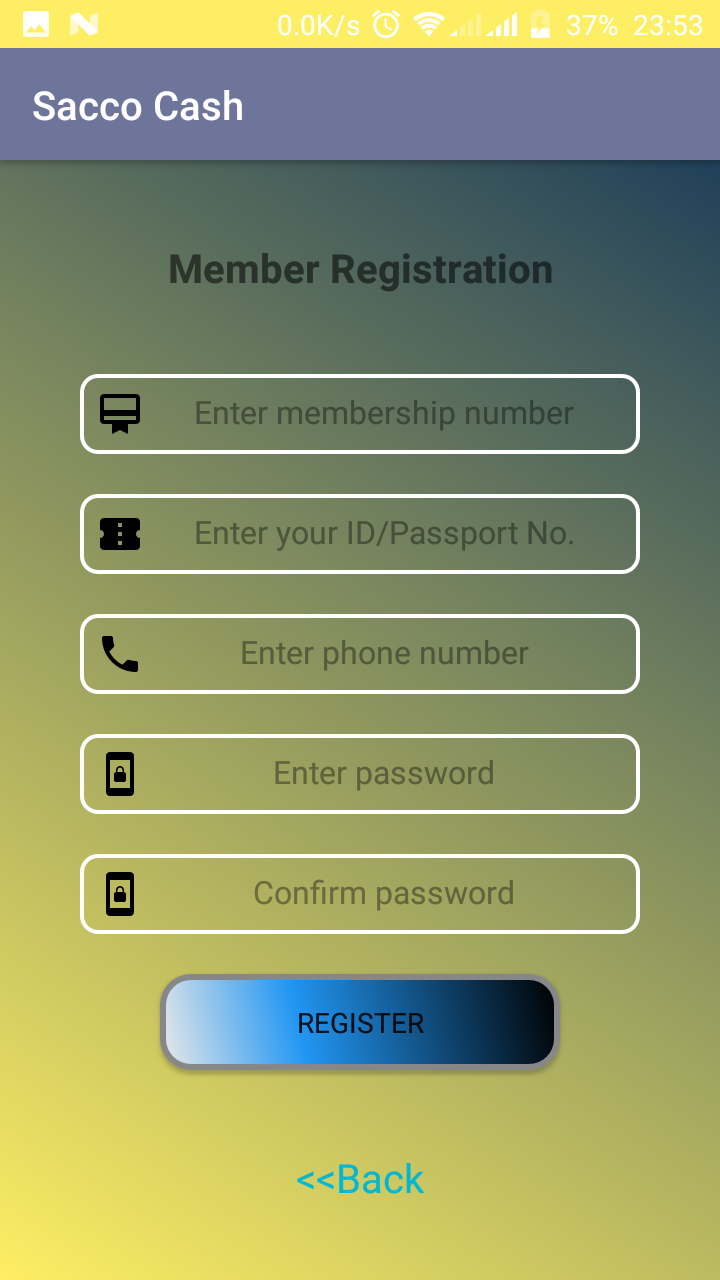 0.0K/s 37% 23:53
Sacco Cash
Member Registration
Enter membership number
Enter your ID/Passport No.
Enter phone number
Enter password
Confirm password
REGISTER
<<Back